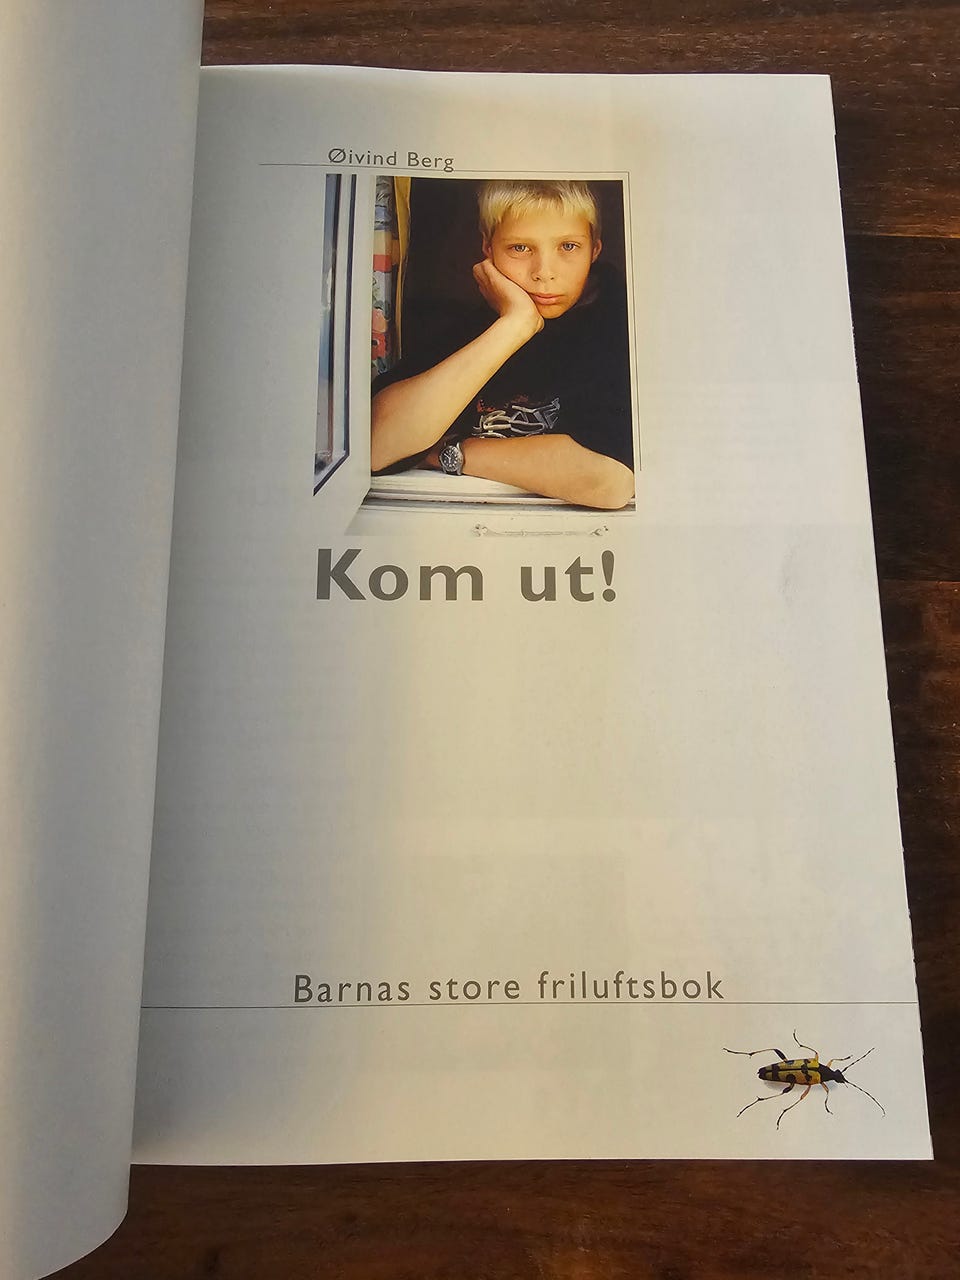 Øivind Berg
Kom ut!
Barnas store friluftsbok